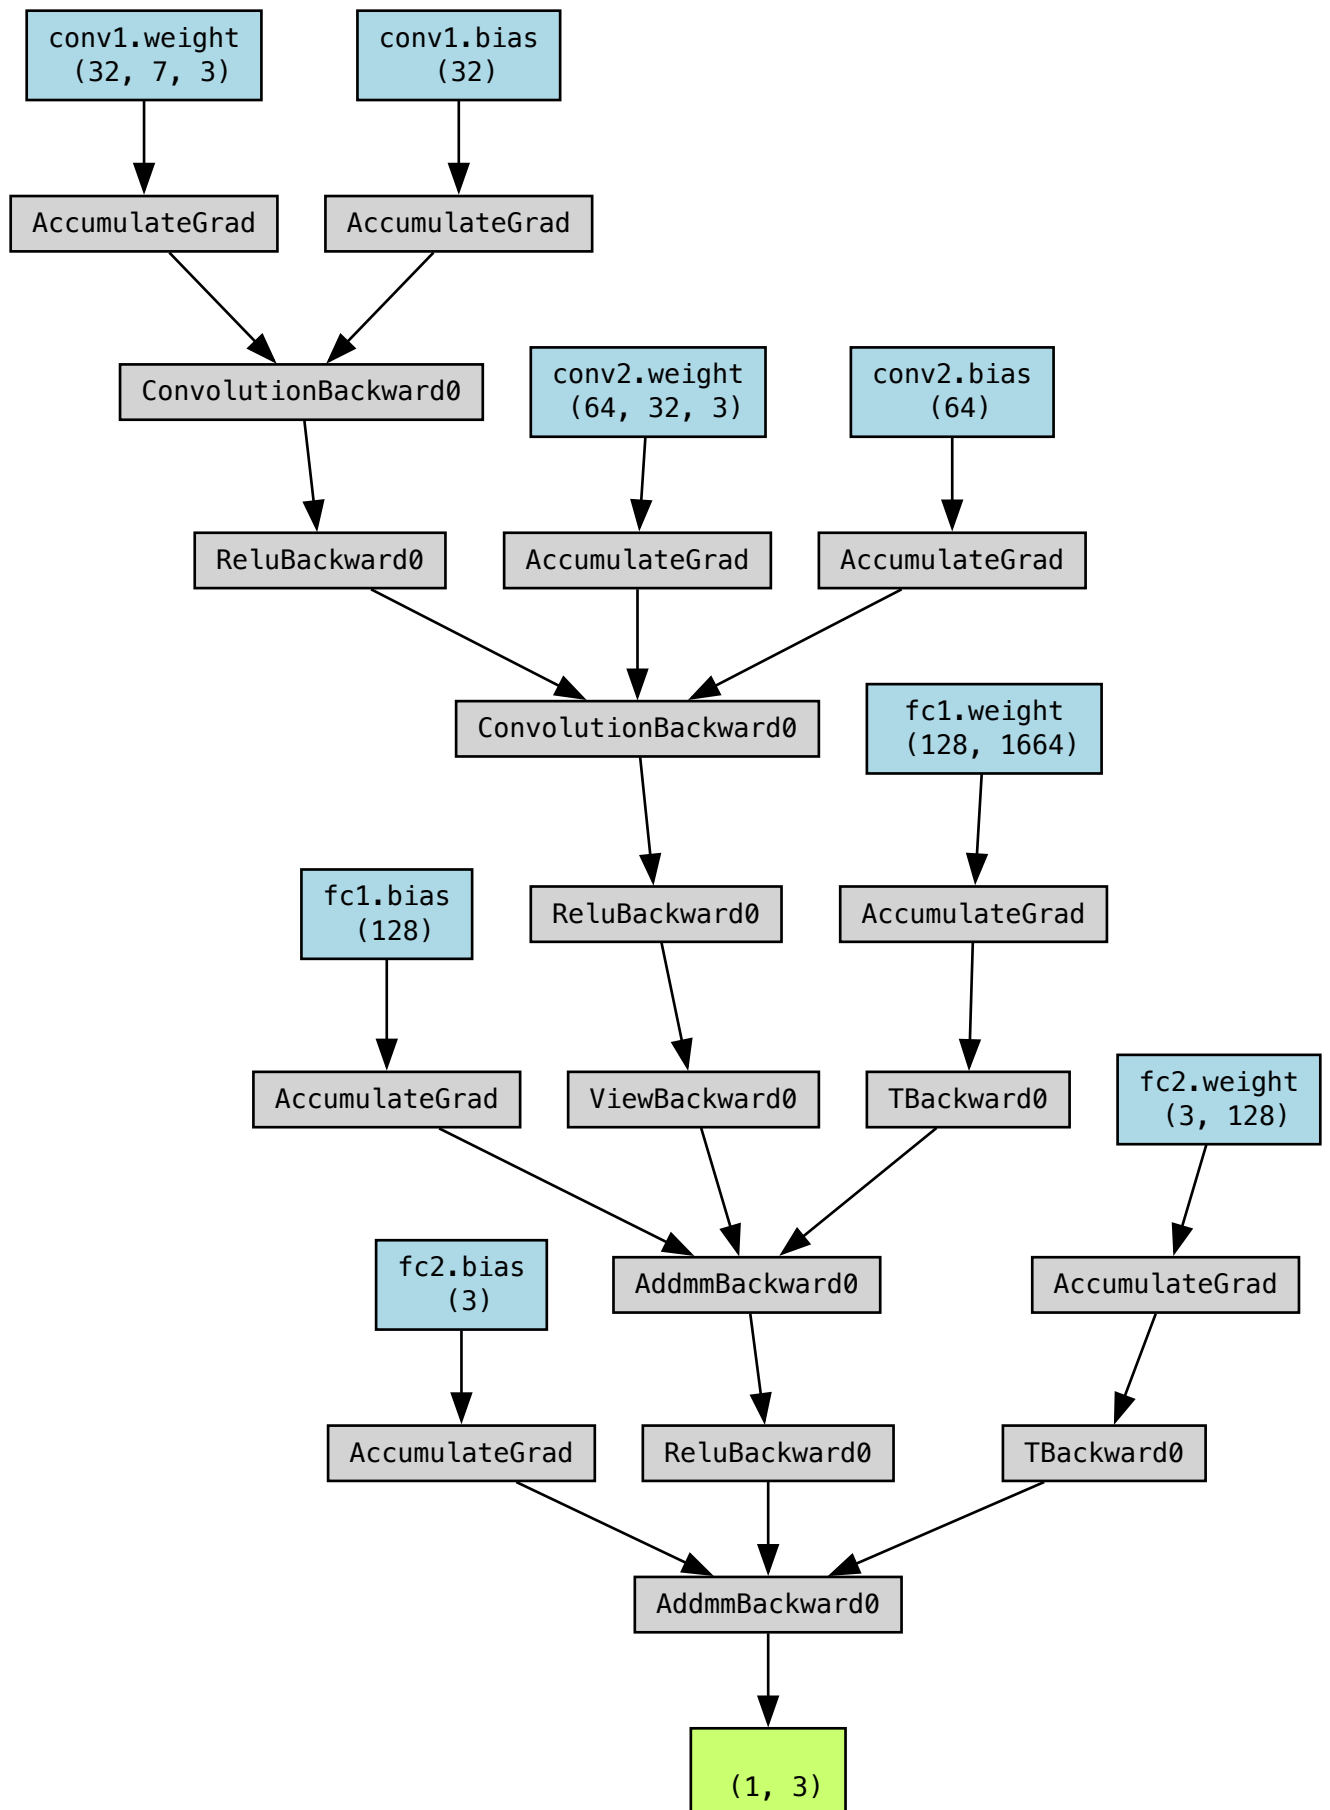 conv1.weight
(32, 7, 3)
conv1.bias
(32)
AccumulateGrad
AccumulateGrad
ConvolutionBackward0
conv2.weight
(64, 32, 3)
conv2.bias
(64)
ReluBackward0
AccumulateGrad
AccumulateGrad
ConvolutionBackward0
fc1.weight
(128, 1664)
fc1.bias
(128)
ReluBackward0
AccumulateGrad
AccumulateGrad
ViewBackward0
TBackward0
fc2.weight
(3, 128)
fc2.bias
(3)
AddmmBackward0
AccumulateGrad
AccumulateGrad
ReluBackward0
TBackward0
AddmmBackward0
(1, 3)